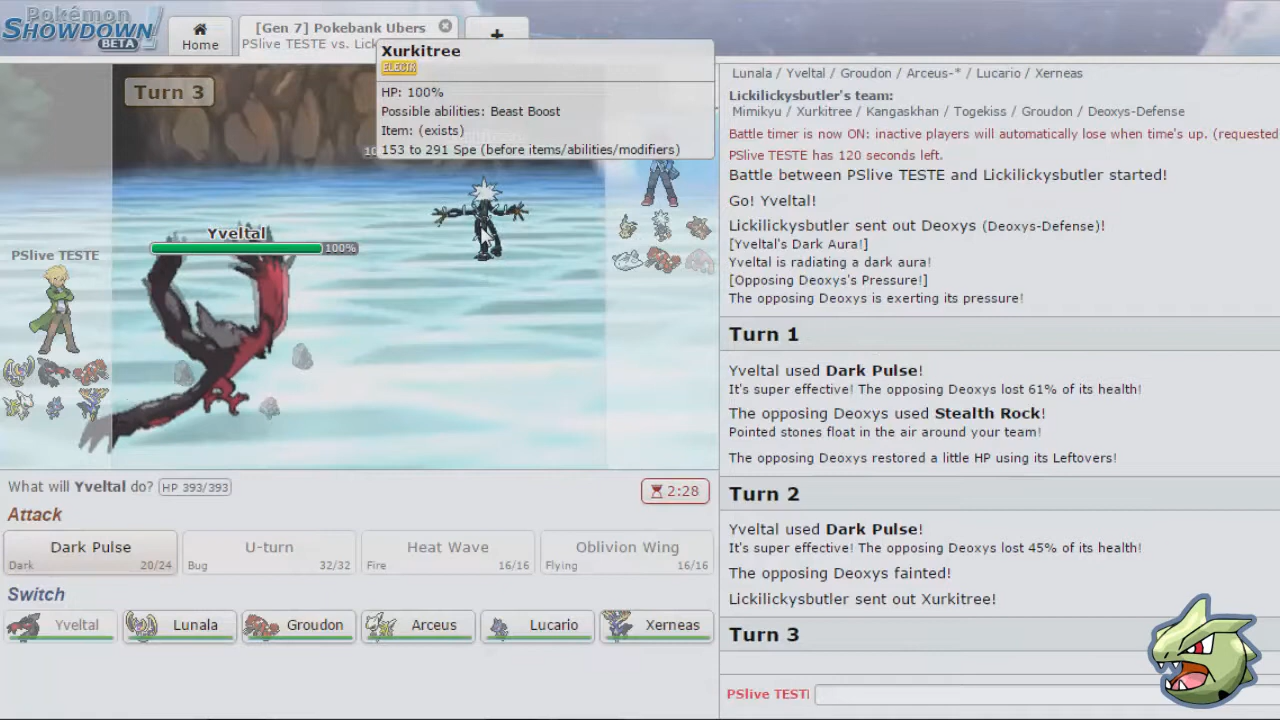 Pokémon
SHOWDOWN!
BETA
Home
[Gen 7] Pokebank Ubers
PSlive TESTE vs. Lick
+
Xurkitree
ELECTR
HP: 100%
Possible abilities: Beast Boost
Item: (exists)
153 to 291 Spe (before items/abilities/modifiers)
Turn 3
Yveltal
100%
PSlive TESTE
What will Yveltal do? HP 393/393
2:28
Attack
Dark Pulse
Dark 20/24
U-turn
Bug 32/32
Heat Wave
Fire 16/16
Oblivion Wing
Flying 16/16
Switch
Yveltal
Lunala
Groudon
Arceus
Lucario
Xerneas
Lunala / Yveltal / Groudon / Arceus-* / Lucario / Xerneas
Lickilickysbutler's team:
Mimikyu / Xurkitree / Kangaskhan / Togekiss / Groudon / Deoxys-Defense
Battle timer is now ON: inactive players will automatically lose when time's up. (requested
PSlive TESTE has 120 seconds left.
Battle between PSlive TESTE and Lickilickysbutler started!
Go! Yveltal!
Lickilickysbutler sent out Deoxys (Deoxys-Defense)!
[Yveltal's Dark Aura!]
Yveltal is radiating a dark aura!
[Opposing Deoxys's Pressure!]
The opposing Deoxys is exerting its pressure!
Turn 1
Yveltal used Dark Pulse!
It's super effective! The opposing Deoxys lost 61% of its health!
The opposing Deoxys used Stealth Rock!
Pointed stones float in the air around your team!
The opposing Deoxys restored a little HP using its Leftovers!
Turn 2
Yveltal used Dark Pulse!
It's super effective! The opposing Deoxys lost 45% of its health!
The opposing Deoxys fainted!
Lickilickysbutler sent out Xurkitree!
Turn 3
PSlive TEST